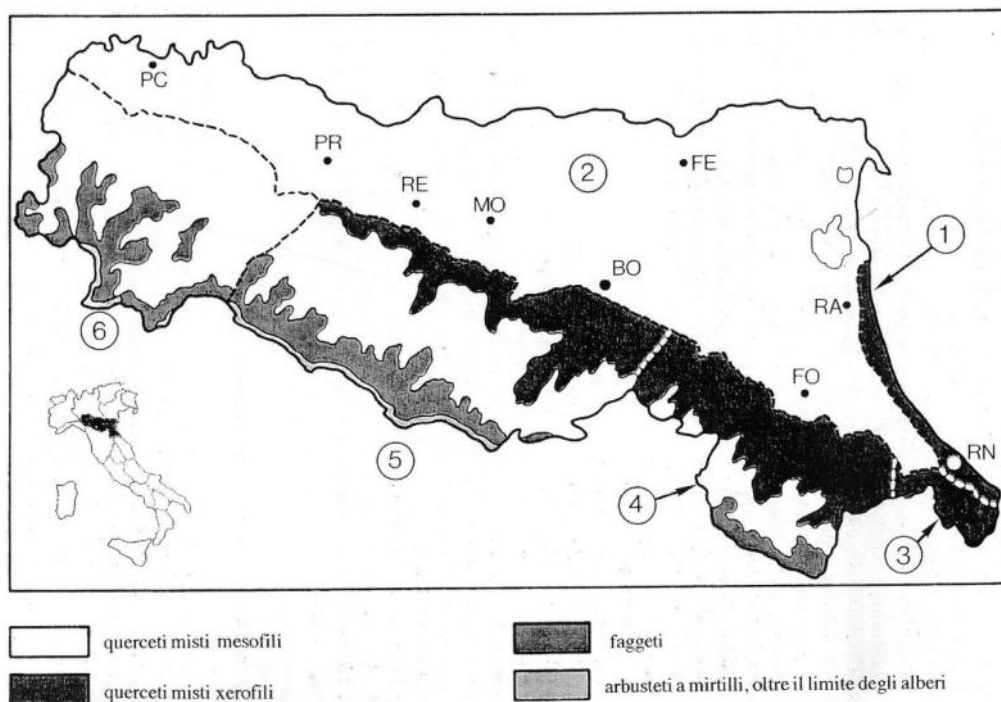 PC
PR
RE
MO
2
FE
1
BO
RA
6
FO
RN
5
4
3
querceti misti mesofili
faggeti
querceti misti xerofili
arbusteti a mirtilli, oltre il limite degli alberi